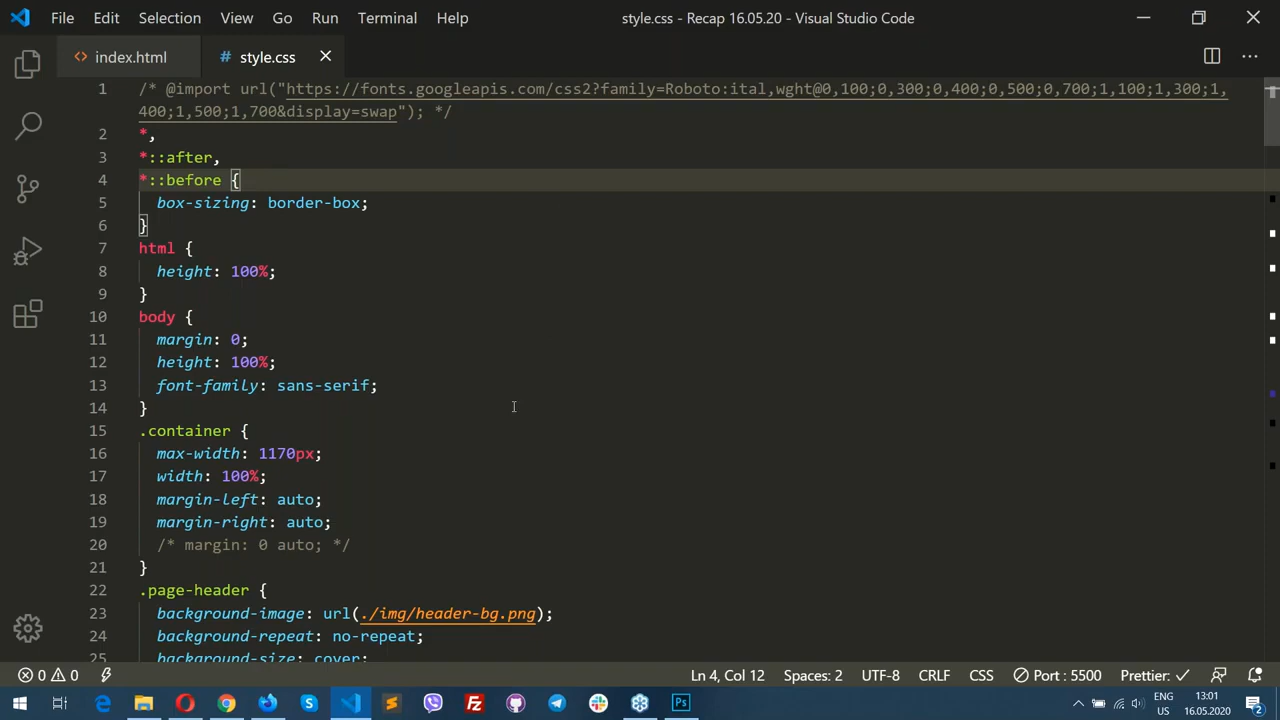 File Edit Selection View Go Run Terminal Help style.css - Recap 16.05.20 - Visual Studio Code
<> index.html # style.css
1 /* @import url("https://fonts.googleapis.com/css2?family=Roboto:ital,wght@0,100;0,300;0,400;0,500;0,700;1,100;1,300;1,
400;1,500;1,700&display=swap"); */
2 *,
3 *::after,
4 *::before {
5 box-sizing: border-box;
6 }
7 html {
8 height: 100%;
9 }
10 body {
11 margin: 0;
12 height: 100%;
13 font-family: sans-serif;
14 }
15 .container {
16 max-width: 1170px;
17 width: 100%;
18 margin-left: auto;
19 margin-right: auto;
20 /* margin: 0 auto; */
21 }
22 .page-header {
23 background-image: url(./img/header-bg.png);
24 background-repeat: no-repeat;
25 background-size: cover;
0 0 Ln 4, Col 12 Spaces: 2 UTF-8 CRLF CSS Port : 5500 Prettier: ✓
ENG 13:01
US 16.05.2020 2